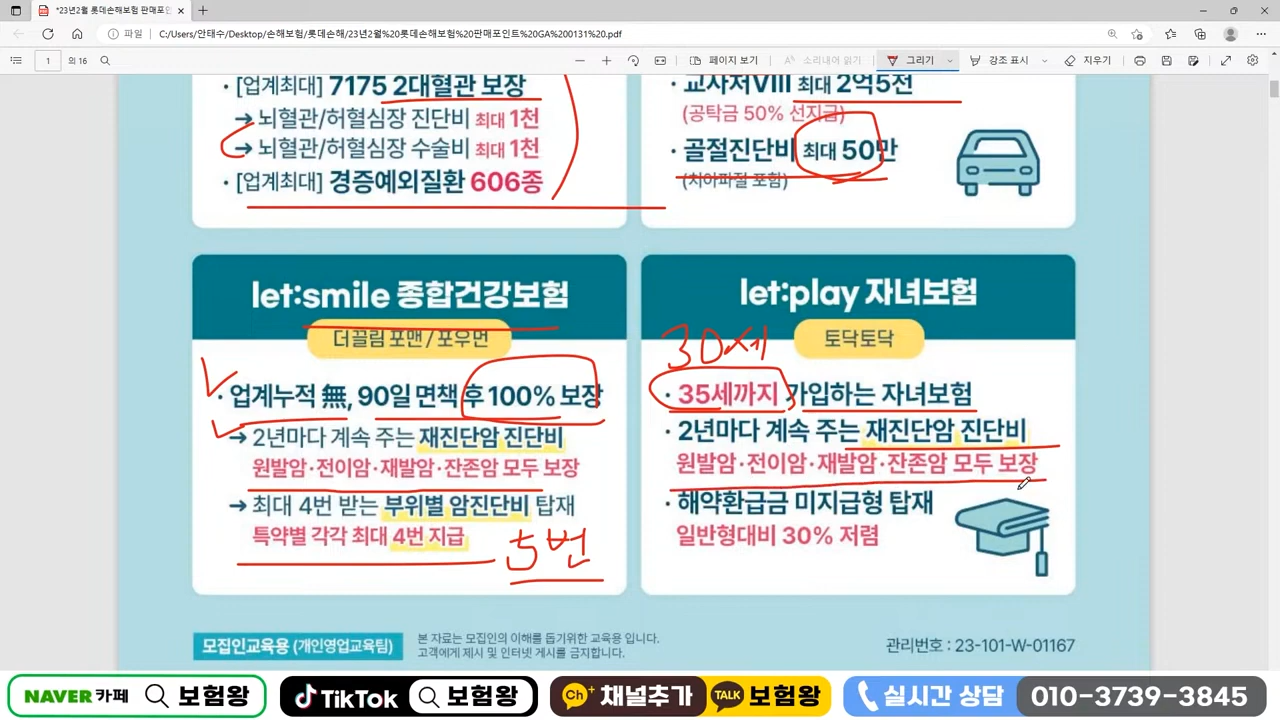 *23년2월 롯데손해보험 판매포인
파일
C:/Users/안태수/Desktop/손해보험/롯데손해/23년2월%20롯데손해보험%20판매포인트%20GA%200131%20.pdf
1 의 16
페이지 보기
소리내어 읽기
그리기
강조 표시
지우기
· [업계최대] 7175 2대혈관 보장
→ 뇌혈관/허혈심장 진단비 최대 1천
→ 뇌혈관/허혈심장 수술비 최대 1천
· [업계최대] 경증예외질환 606종
· 교사처VIII 최대 2억5천
(공탁금 50% 선지급)
· 골절진단비 최대 50만
(치아파절 포함)
let:smile 종합건강보험
더끌림 포맨/포우먼
· 업계누적 無, 90일 면책 후 100% 보장
→ 2년마다 계속 주는 재진단암 진단비
원발암·전이암·재발암·잔존암 모두 보장
→ 최대 4번 받는 부위별 암진단비 탑재
특약별 각각 최대 4번 지급
5번
let:play 자녀보험
토닥토닥
30세
· 35세까지 가입하는 자녀보험
· 2년마다 계속 주는 재진단암 진단비
원발암·전이암·재발암·잔존암 모두 보장
· 해약환급금 미지급형 탑재
일반형대비 30% 저렴
모집인교육용 (개인영업교육팀)
본 자료는 모집인의 이해를 돕기위한 교육용 입니다.
고객에게 제시 및 인터넷 게시를 금지합니다.
관리번호 : 23-101-W-01167
NAVER 카페 보험왕
TikTok 보험왕
Ch+ 채널추가
TALK 보험왕
실시간 상담 010-3739-3845